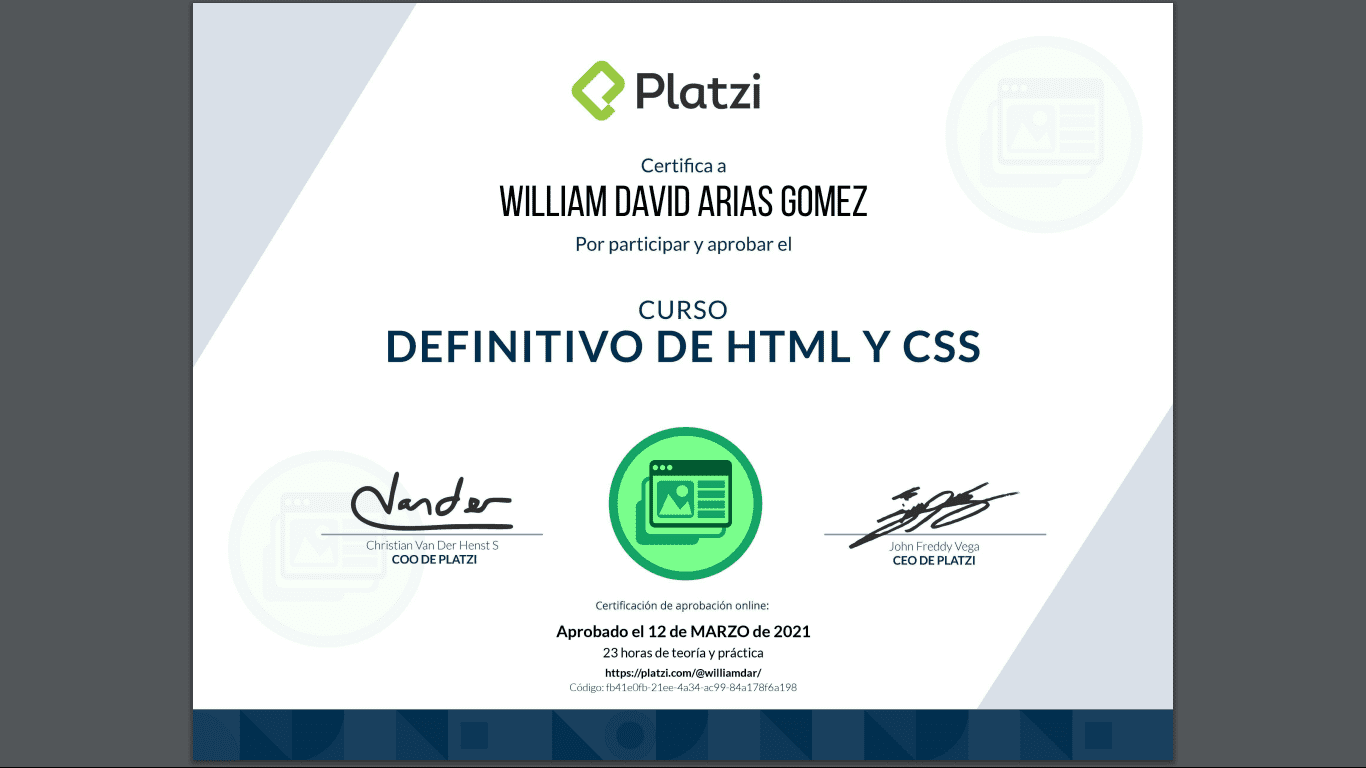 Platzi
Certifica a
WILLIAM DAVID ARIAS GOMEZ
Por participar y aprobar el
CURSO
DEFINITIVO DE HTML Y CSS
Vander
Christian Van Der Henst S
COO DE PLATZI
John Freddy Vega
CEO DE PLATZI
Certificación de aprobación online:
Aprobado el 12 de MARZO de 2021
23 horas de teoría y práctica
https://platzi.com/@williamdar/
Código: fb41e0fb-21ee-4a34-ac99-84a178f6a198